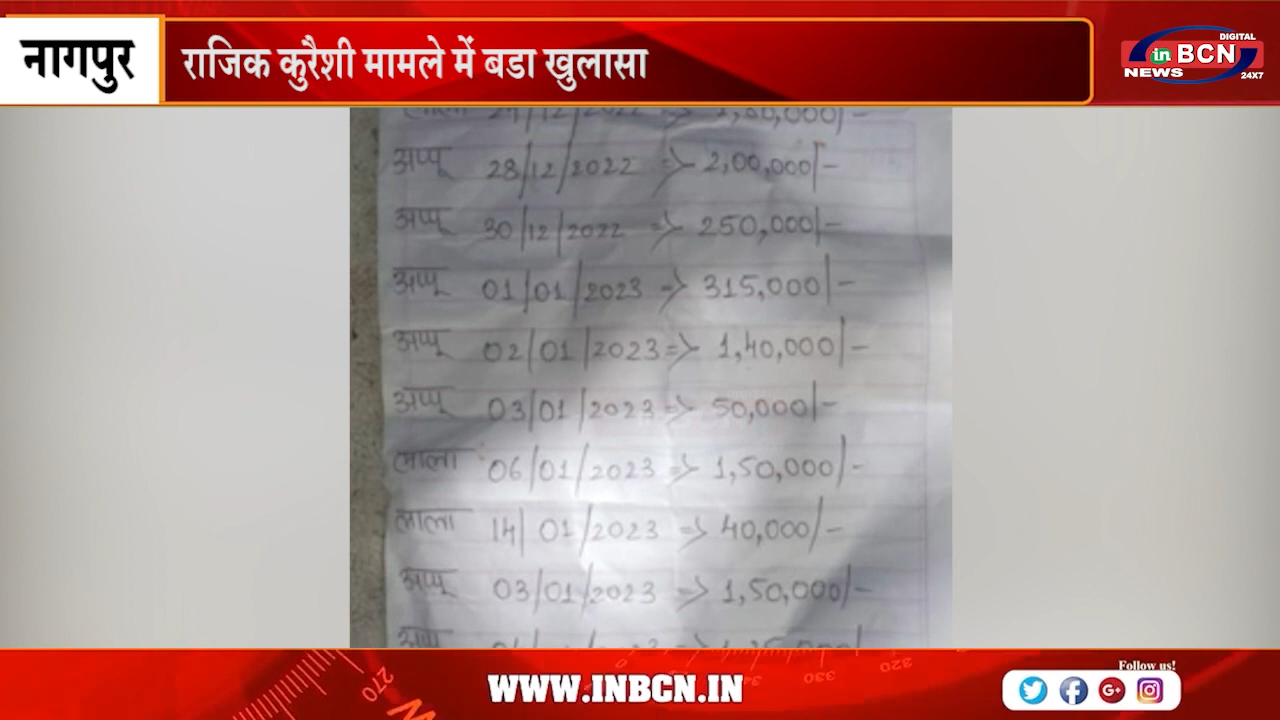 नागपुर
राजिक कुरैशी मामले में बडा खुलासा
DIGITAL
in BCN
NEWS 24X7
अप्पू 28/12/2022 => 2,00,000/-
अप्पू 30/12/2022 => 250,000/-
अप्पू 01/01/2023 => 315,000/-
अप्पू 02/01/2023 => 1,40,000/-
अप्पू 03/01/2023 => 50,000/-
लाला 06/01/2023 => 1,50,000/-
लाला 14/01/2023 => 40,000/-
अप्पू 03/01/2023 => 1,50,000/-
WWW.INBCN.IN
Follow us!
270
320